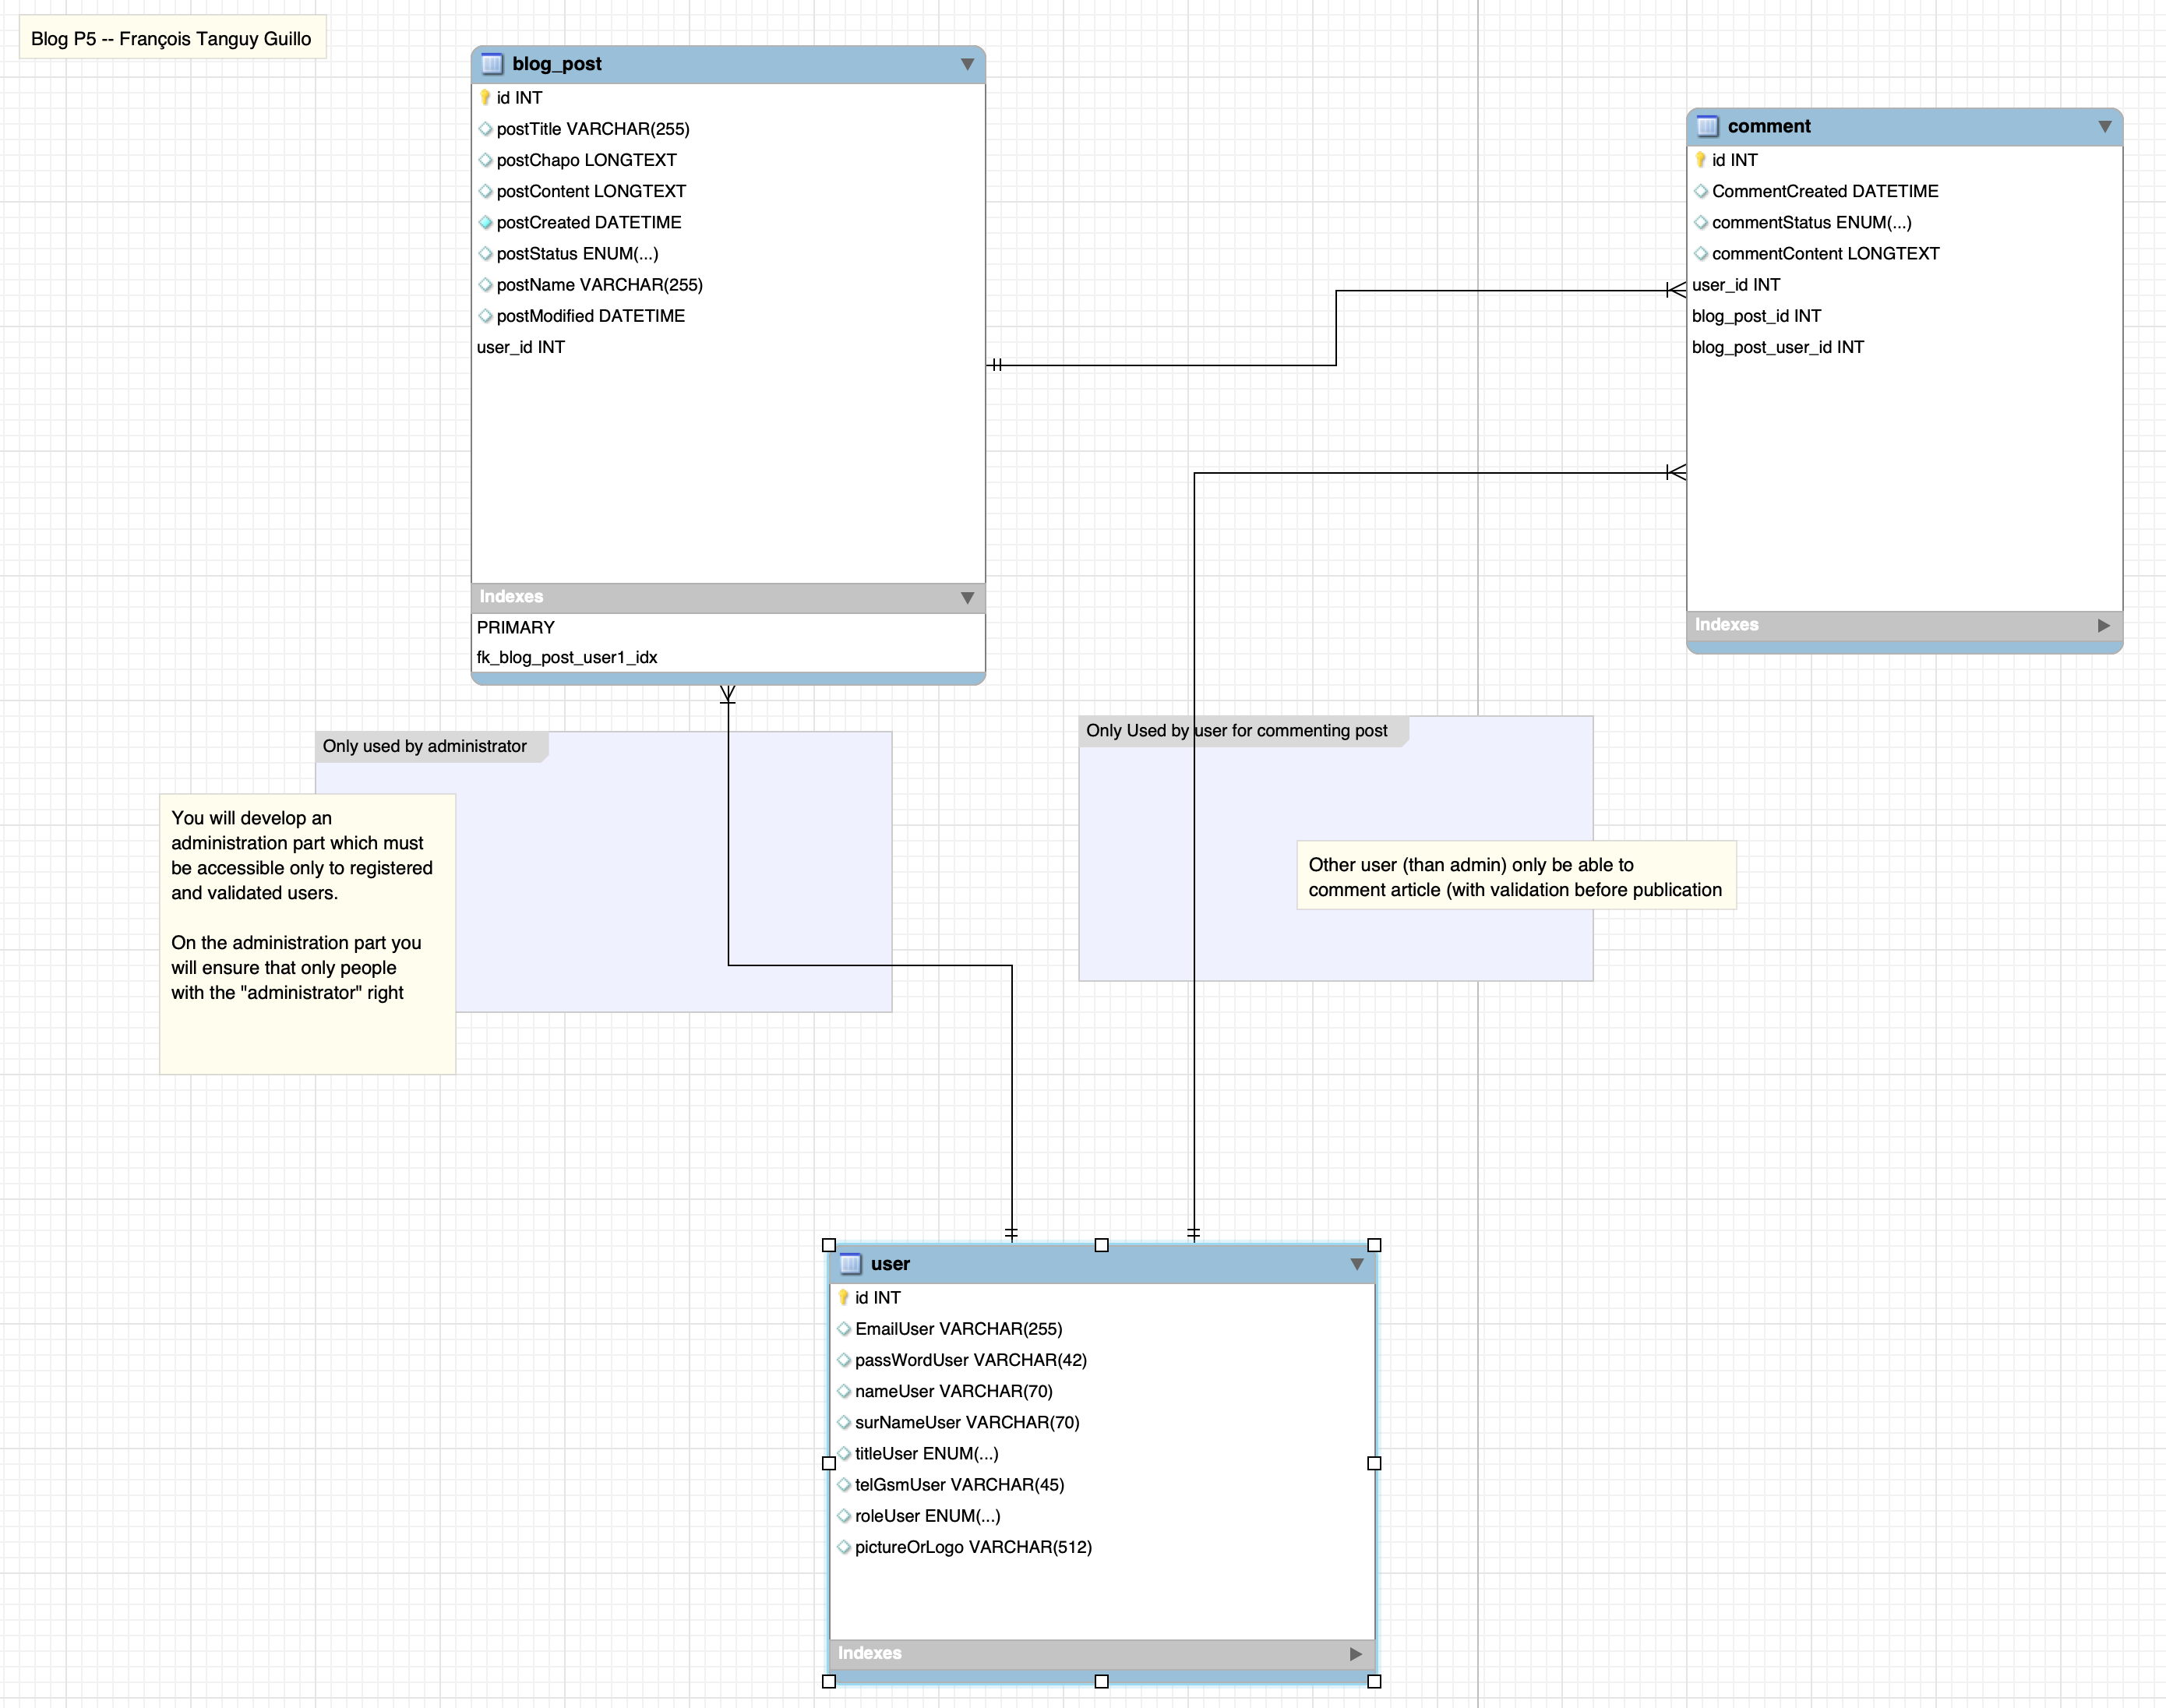 Blog P5 -- François Tanguy Guillo
blog_post
id INT
postTitle VARCHAR(255)
postChapo LONGTEXT
postContent LONGTEXT
postCreated DATETIME
postStatus ENUM(...)
postName VARCHAR(255)
postModified DATETIME
user_id INT
Indexes
PRIMARY
fk_blog_post_user1_idx
comment
id INT
CommentCreated DATETIME
commentStatus ENUM(...)
commentContent LONGTEXT
user_id INT
blog_post_id INT
blog_post_user_id INT
Indexes
Only used by administrator
You will develop an
administration part which must
be accessible only to registered
and validated users.
On the administration part you
will ensure that only people
with the "administrator" right
Only Used by user for commenting post
Other user (than admin) only be able to
comment article (with validation before publication
user
id INT
EmailUser VARCHAR(255)
passWordUser VARCHAR(42)
nameUser VARCHAR(70)
surNameUser VARCHAR(70)
titleUser ENUM(...)
telGsmUser VARCHAR(45)
roleUser ENUM(...)
pictureOrLogo VARCHAR(512)
Indexes